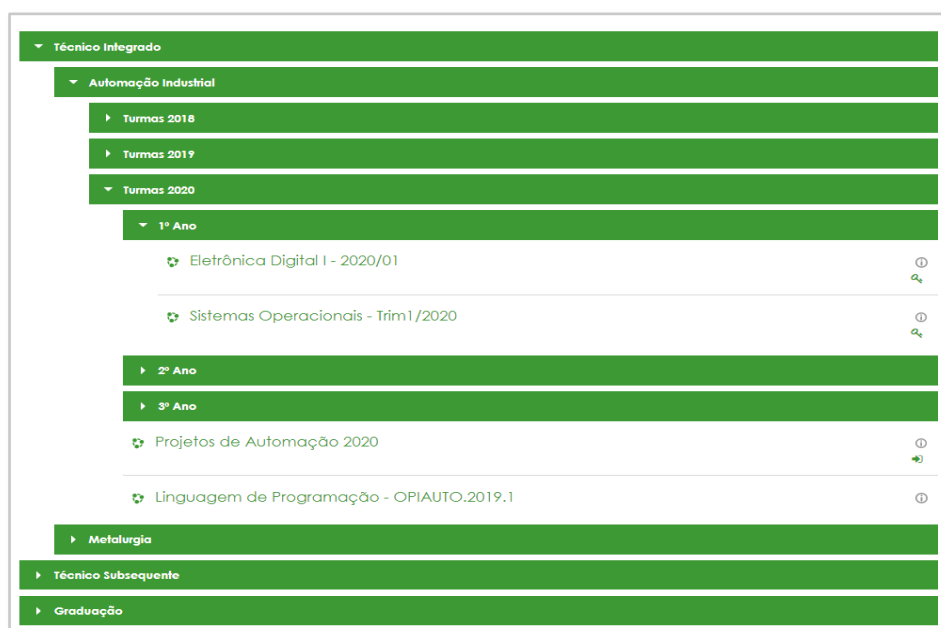 Técnico Integrado
Automação Industrial
Turmas 2018
Turmas 2019
Turmas 2020
1º Ano
Eletrônica Digital I - 2020/01
Sistemas Operacionais - Trim1/2020
2º Ano
3º Ano
Projetos de Automação 2020
Linguagem de Programação - OPIAUTO.2019.1
Metalurgia
Técnico Subsequente
Graduação